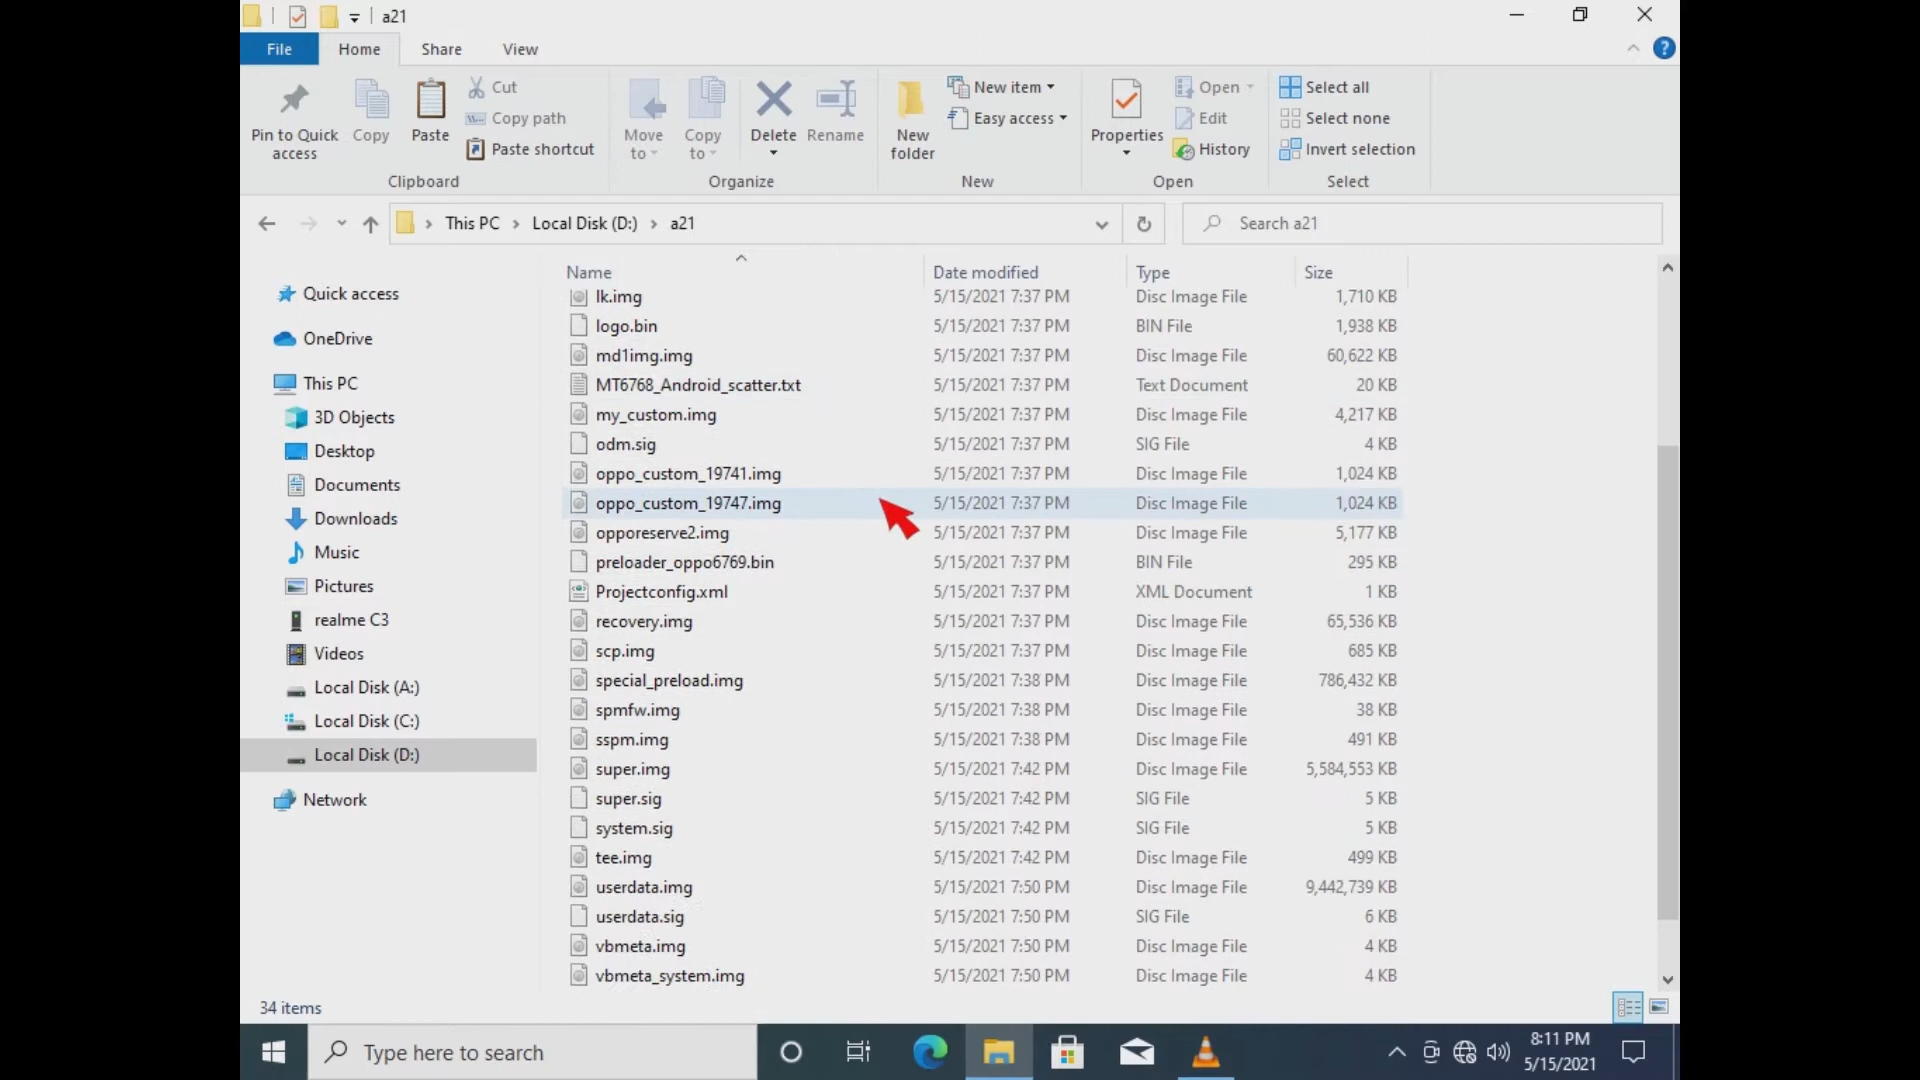 a21
File
Home
Share
View
?
Pin to Quick access
Copy
Paste
Cut
Copy path
Paste shortcut
Clipboard
Move to
Copy to
Delete
Rename
Organize
New folder
New item
Easy access
New
Properties
Open
Edit
History
Open
Select all
Select none
Invert selection
Select
This PC › Local Disk (D:) › a21
Search a21
Quick access
OneDrive
This PC
3D Objects
Desktop
Documents
Downloads
Music
Pictures
realme C3
Videos
Local Disk (A:)
Local Disk (C:)
Local Disk (D:)
Network
Name Date modified Type Size
lk.img 5/15/2021 7:37 PM Disc Image File 1,710 KB
logo.bin 5/15/2021 7:37 PM BIN File 1,938 KB
md1img.img 5/15/2021 7:37 PM Disc Image File 60,622 KB
MT6768_Android_scatter.txt 5/15/2021 7:37 PM Text Document 20 KB
my_custom.img 5/15/2021 7:37 PM Disc Image File 4,217 KB
odm.sig 5/15/2021 7:37 PM SIG File 4 KB
oppo_custom_19741.img 5/15/2021 7:37 PM Disc Image File 1,024 KB
oppo_custom_19747.img 5/15/2021 7:37 PM Disc Image File 1,024 KB
opporeserve2.img 5/15/2021 7:37 PM Disc Image File 5,177 KB
preloader_oppo6769.bin 5/15/2021 7:37 PM BIN File 295 KB
Projectconfig.xml 5/15/2021 7:37 PM XML Document 1 KB
recovery.img 5/15/2021 7:37 PM Disc Image File 65,536 KB
scp.img 5/15/2021 7:37 PM Disc Image File 685 KB
special_preload.img 5/15/2021 7:38 PM Disc Image File 786,432 KB
spmfw.img 5/15/2021 7:38 PM Disc Image File 38 KB
sspm.img 5/15/2021 7:38 PM Disc Image File 491 KB
super.img 5/15/2021 7:42 PM Disc Image File 5,584,553 KB
super.sig 5/15/2021 7:42 PM SIG File 5 KB
system.sig 5/15/2021 7:42 PM SIG File 5 KB
tee.img 5/15/2021 7:42 PM Disc Image File 499 KB
userdata.img 5/15/2021 7:50 PM Disc Image File 9,442,739 KB
userdata.sig 5/15/2021 7:50 PM SIG File 6 KB
vbmeta.img 5/15/2021 7:50 PM Disc Image File 4 KB
vbmeta_system.img 5/15/2021 7:50 PM Disc Image File 4 KB
34 items
Type here to search
8:11 PM
5/15/2021